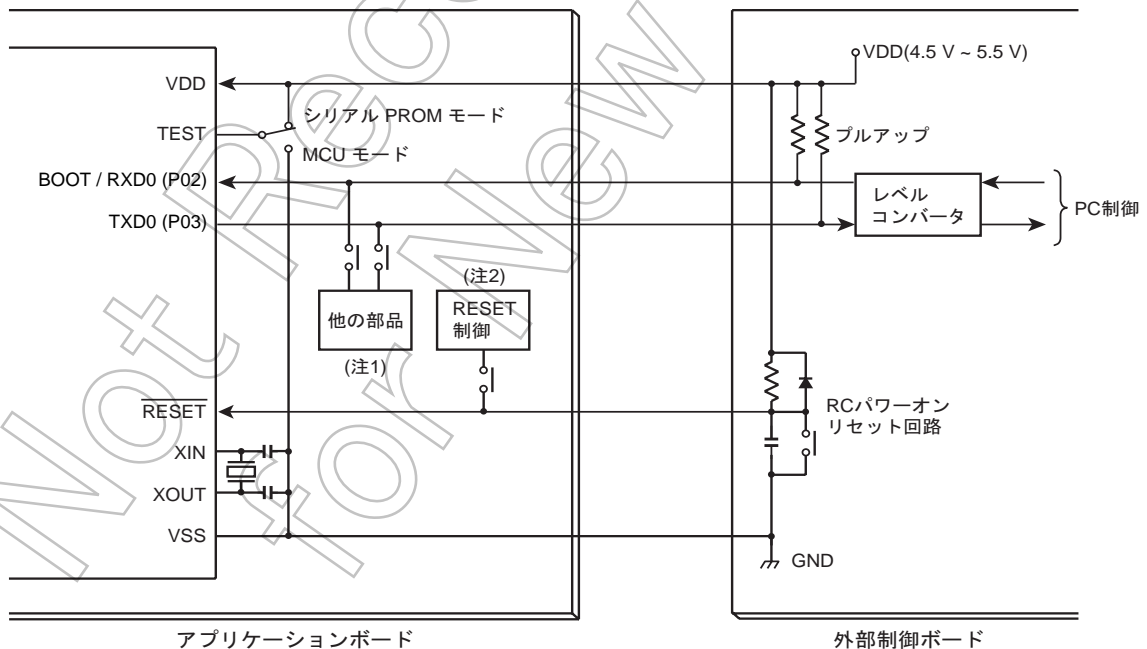 VDD(4.5 V ~ 5.5 V)
VDD
シリアル PROM モード
TEST
プルアップ
MCU モード
BOOT / RXD0 (P02)
レベル
コンバータ
PC制御
TXD0 (P03)
(注2)
RESET
制御
他の部品
(注1)
RESET
RCパワーオン
リセット回路
XIN
XOUT
VSS
GND
アプリケーションボード
外部制御ボード
Not Rec
for New